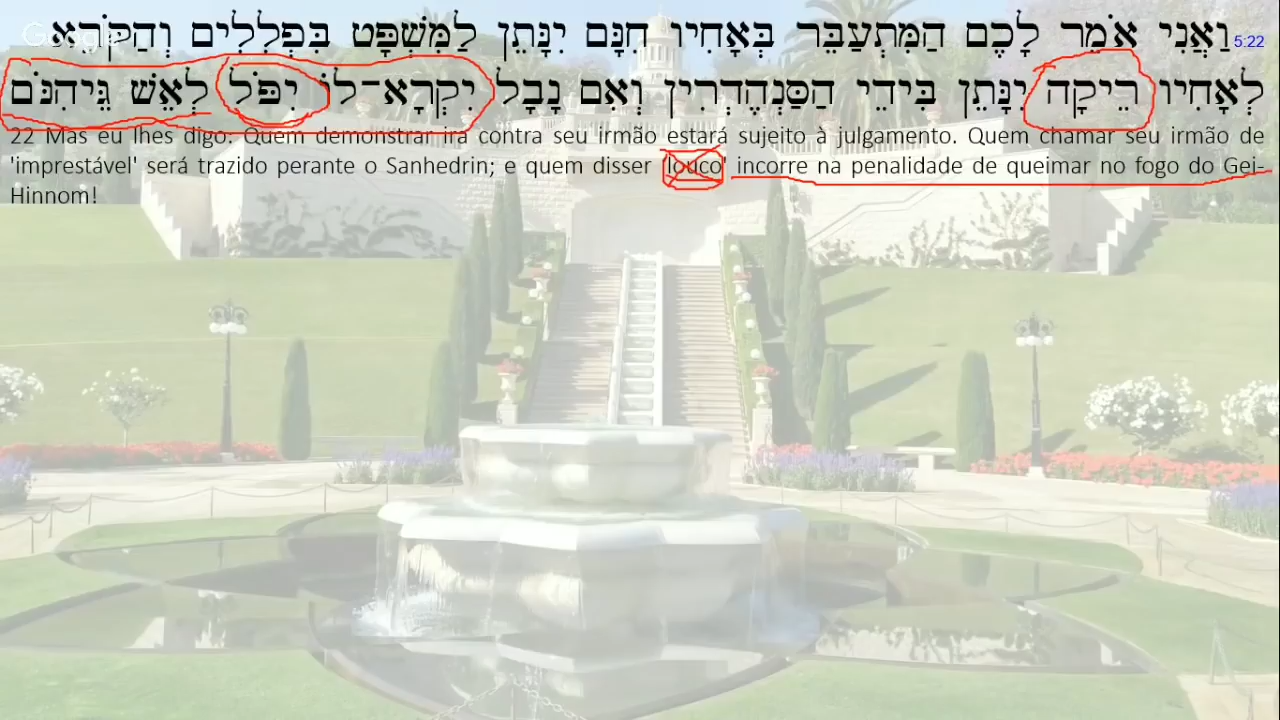 Google
5:22 וַאֲנִי אֹמֵר לָכֶם הַמִּתְעַבֵּר בְּאָחִיו חִנָּם יִנָּתֵן לַמִּשְׁפָּט בִּפְלִלִים וְהַקֹּרֵא
לְאָחִיו רֵיקָה יִנָּתֵן בִּידֵי הַסַּנְהֶדְרִין וְאִם נָבָל יִקְרָא־לוֹ יִפֹּל לְאֵשׁ גֵּיהִנֹּם
22 Mas eu lhes digo: Quem demonstrar ira contra seu irmão estará sujeito à julgamento. Quem chamar seu irmão de
'imprestável' será trazido perante o Sanhedrin; e quem disser 'louco' incorre na penalidade de queimar no fogo do Gei-
Hinnom!